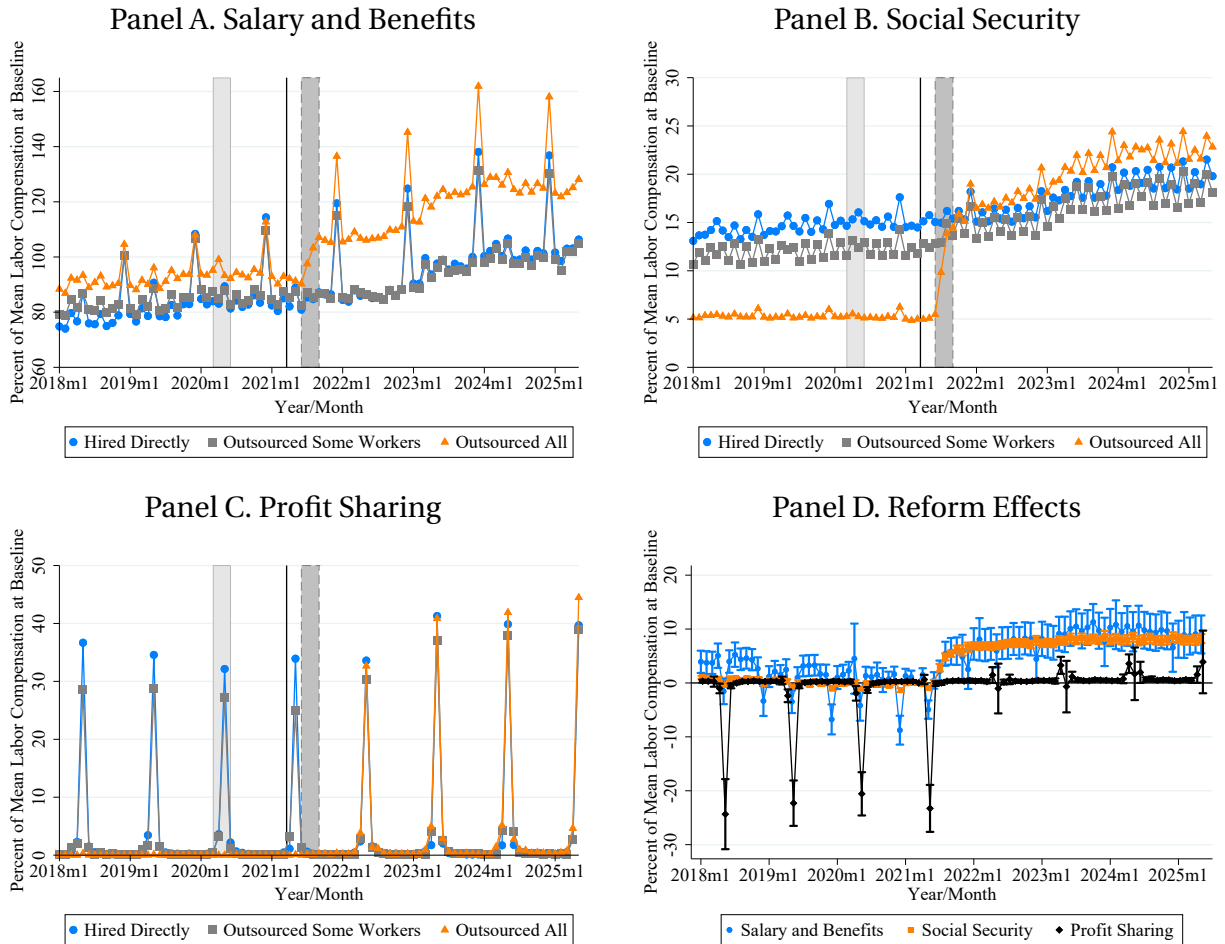 Panel A. Salary and Benefits
Percent of Mean Labor Compensation at Baseline
160
140
120
100
80
60
2018m1 2019m1 2020m1 2021m1 2022m1 2023m1 2024m1 2025m1
Year/Month
Hired Directly Outsourced Some Workers Outsourced All
Panel B. Social Security
Percent of Mean Labor Compensation at Baseline
30
25
20
15
10
5
0
2018m1 2019m1 2020m1 2021m1 2022m1 2023m1 2024m1 2025m1
Year/Month
Hired Directly Outsourced Some Workers Outsourced All
Panel C. Profit Sharing
Percent of Mean Labor Compensation at Baseline
50
40
30
20
10
0
2018m1 2019m1 2020m1 2021m1 2022m1 2023m1 2024m1 2025m1
Year/Month
Hired Directly Outsourced Some Workers Outsourced All
Panel D. Reform Effects
Percent of Mean Labor Compensation at Baseline
20
10
0
-10
-20
-30
2018m1 2019m1 2020m1 2021m1 2022m1 2023m1 2024m1 2025m1
Year/Month
Salary and Benefits Social Security Profit Sharing